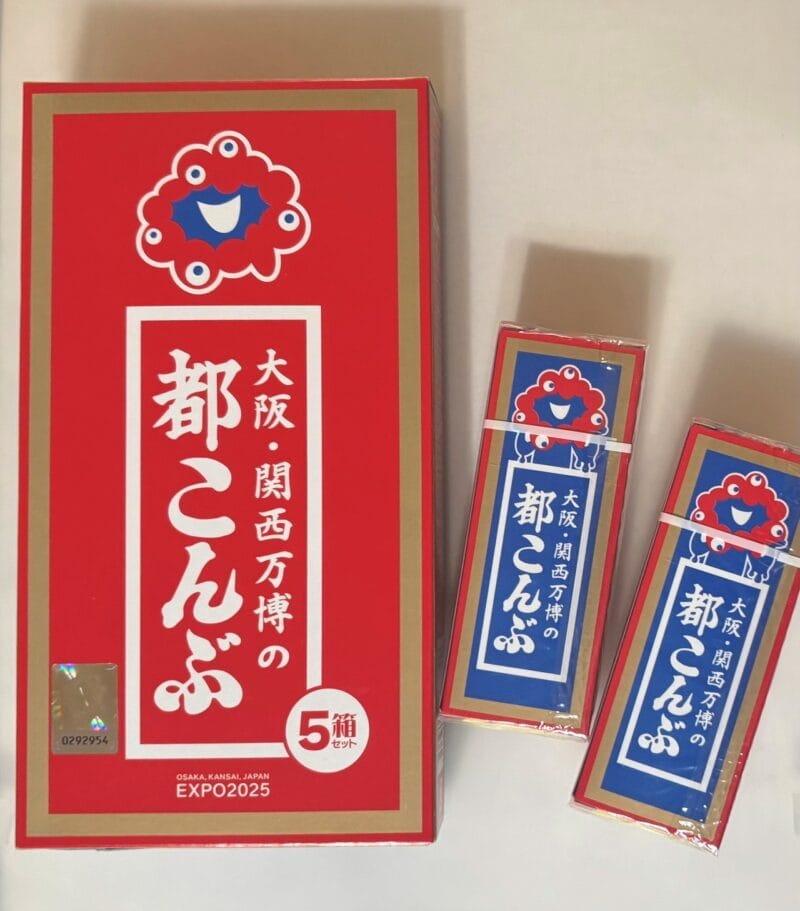 大阪・関西万博の
都こんぶ
5箱
セット
0292954
OSAKA, KANSAI, JAPAN
EXPO2025
大阪・関西万博の
都こんぶ
大阪・関西万博の
都こんぶ